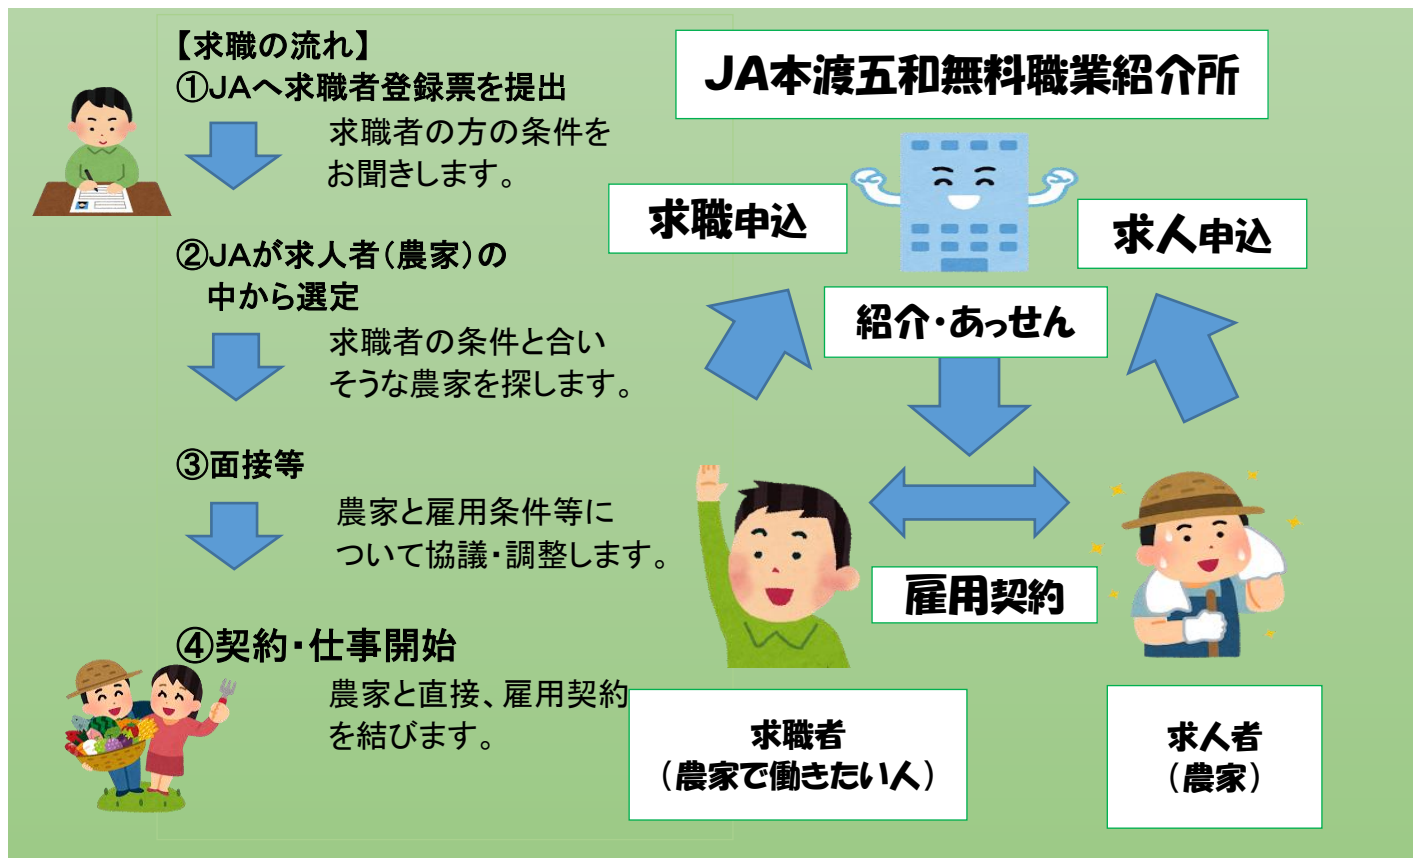 【求職の流れ】
①JAへ求職者登録票を提出
求職者の方の条件を
お聞きします。
②JAが求人者(農家)の
中から選定
求職者の条件と合い
そうな農家を探します。
③面接等
農家と雇用条件等に
ついて協議・調整します。
④契約・仕事開始
農家と直接、雇用契約
を結びます。
JA本渡五和無料職業紹介所
求職申込
求人申込
紹介・あっせん
雇用契約
求職者
(農家で働きたい人)
求人者
(農家)